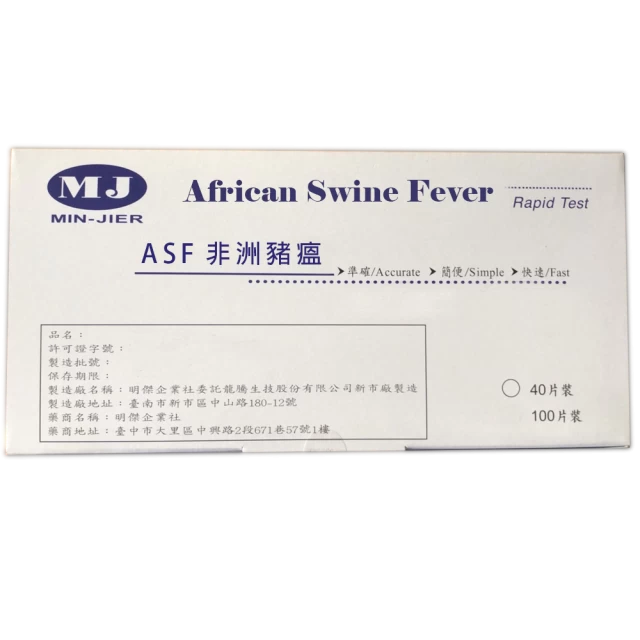 MJ
MIN-JIER
African Swine Fever
Rapid Test
ASF 非洲豬瘟
準確/Accurate 簡便/Simple 快速/Fast
品名：
許可證字號：
製造批號：
保存期限：
製造廠名稱：明傑企業社委託龍騰生技股份有限公司新市廠製造
製造廠地址：臺南市新市區中山路180-12號
藥商名稱：明傑企業社
藥商地址：臺中市大里區中興路2段671巷57號1樓
40片裝
100片裝